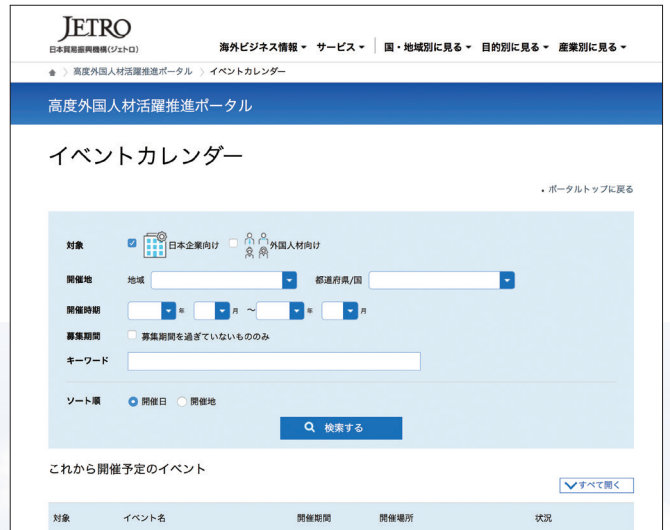 JETRO
日本貿易振興機構(ジェトロ)
海外ビジネス情報 サービス 国・地域別に見る 目的別に見る 産業別に見る
高度外国人材活躍推進ポータル 〉 イベントカレンダー
高度外国人材活躍推進ポータル
イベントカレンダー
・ポータルトップに戻る
対象 日本企業向け 外国人材向け
開催地 地域 都道府県/国
開催時期 年 月 ～ 年 月
募集期間 募集期間を過ぎていないもののみ
キーワード
ソート順 開催日 開催地
検索する
これから開催予定のイベント
すべて開く
対象 イベント名 開催期間 開催場所 状況